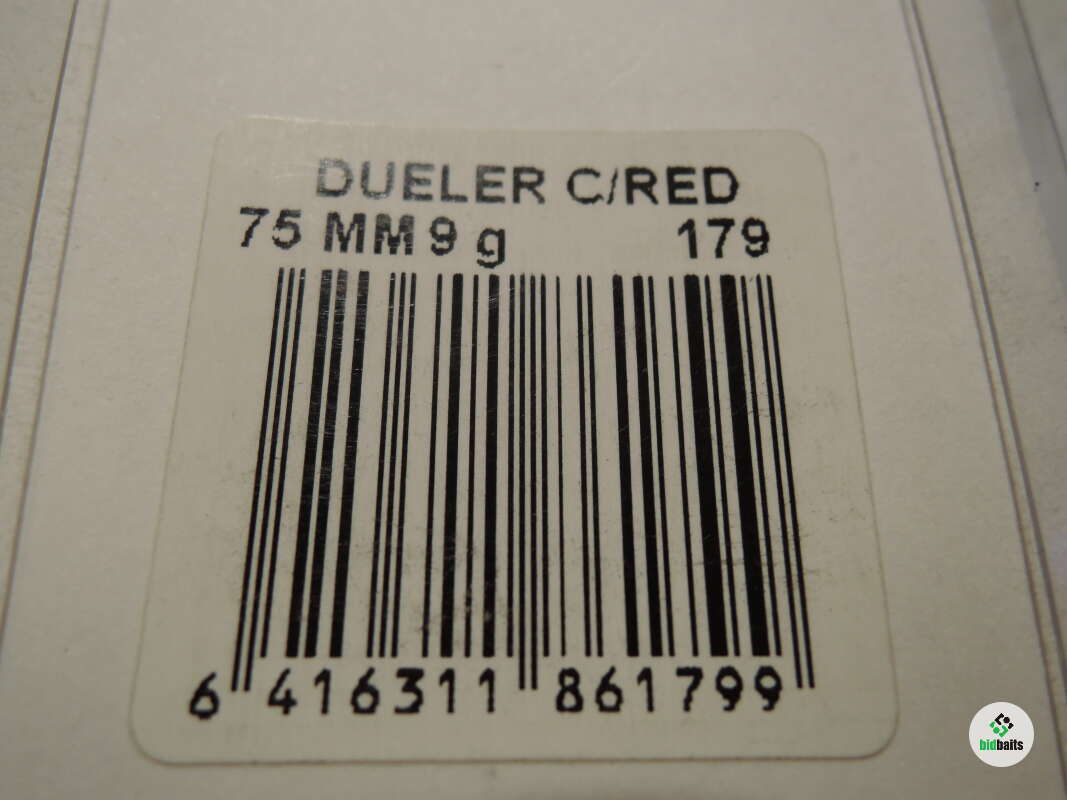 DUELER C/RED
75 MM 9 g 179
6 416311 861799
bidbaits